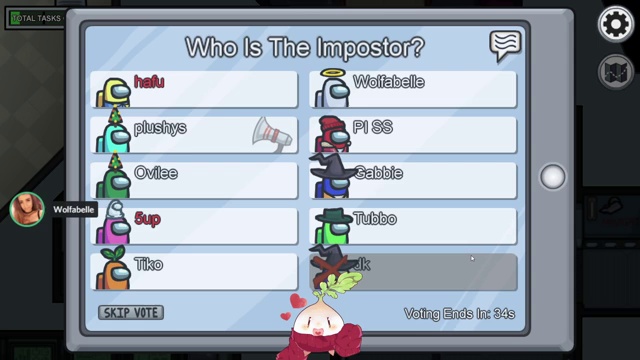 TOTAL TASKS
Who Is The Impostor?
hafu
Wolfabelle
plushys
PI SS
Ovilee
Gabbie
Wolfabelle
5up
Tubbo
Tiko
jk
SKIP VOTE
Voting Ends In: 34s